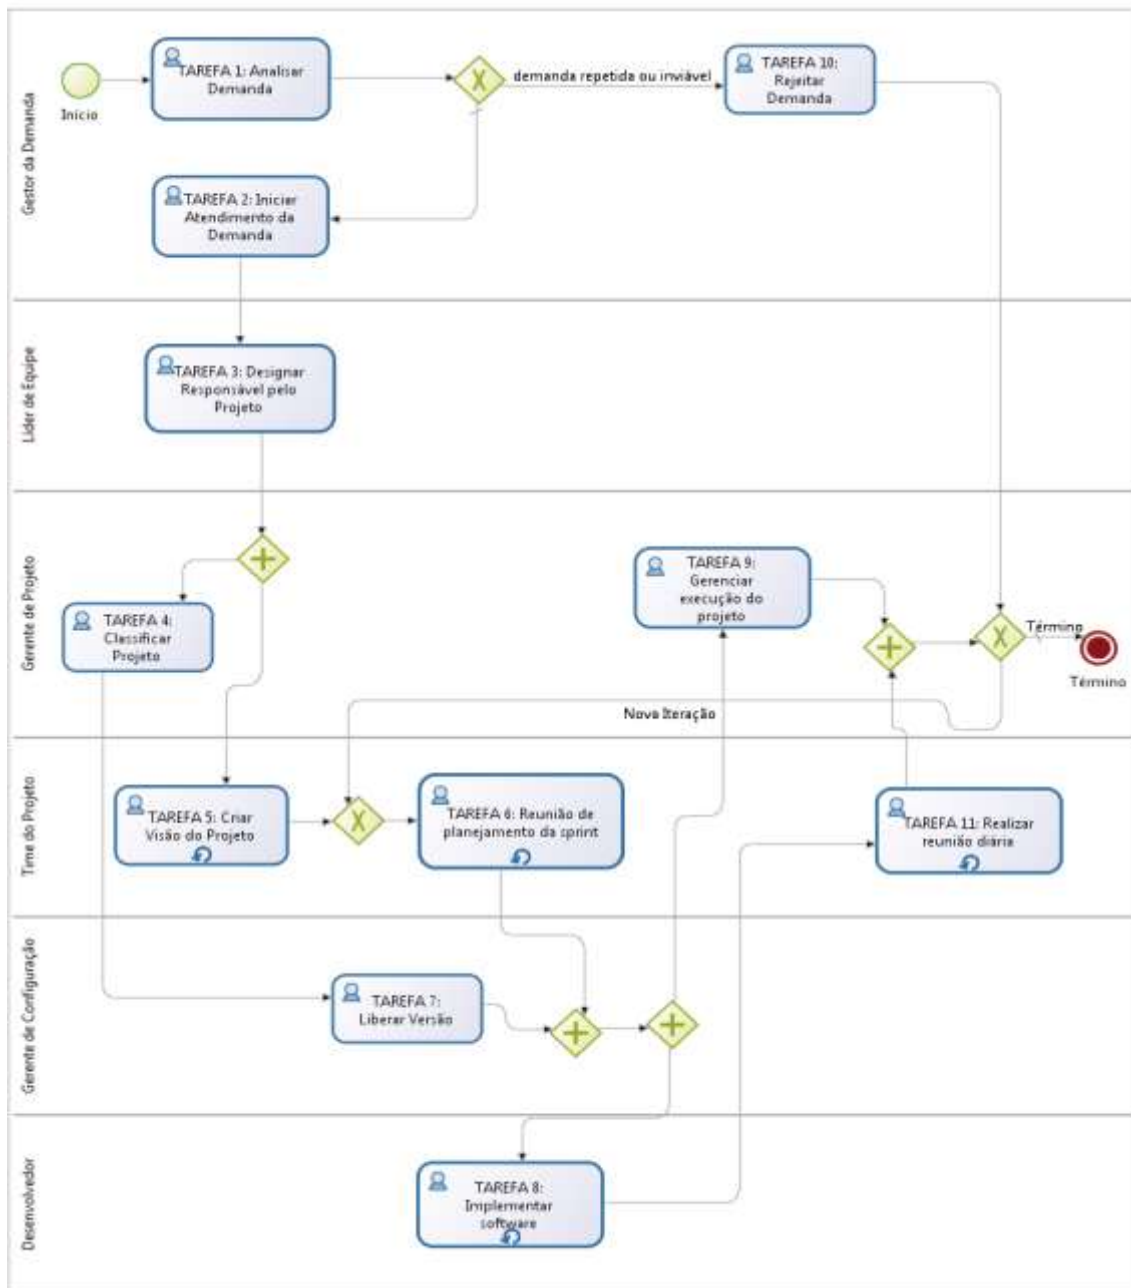 Gestor da Demanda
Início
TAREFA 1: Analisar
Demanda
demanda repetida ou inviável
TAREFA 10:
Rejeitar
Demanda
TAREFA 2: Iniciar
Atendimento da
Demanda
Líder de Equipe
TAREFA 3: Designar
Responsável pelo
Projeto
Gerente de Projeto
TAREFA 4:
Classificar
Projeto
TAREFA 9:
Gerenciar
execução do
projeto
Término
Término
Nova Iteração
Time do Projeto
TAREFA 5: Criar
Visão do Projeto
TAREFA 6: Reunião de
planejamento da sprint
TAREFA 11: Realizar
reunião diária
Gerente de Configuração
TAREFA 7:
Liberar Versão
Desenvolvedor
TAREFA 8:
Implementar
software